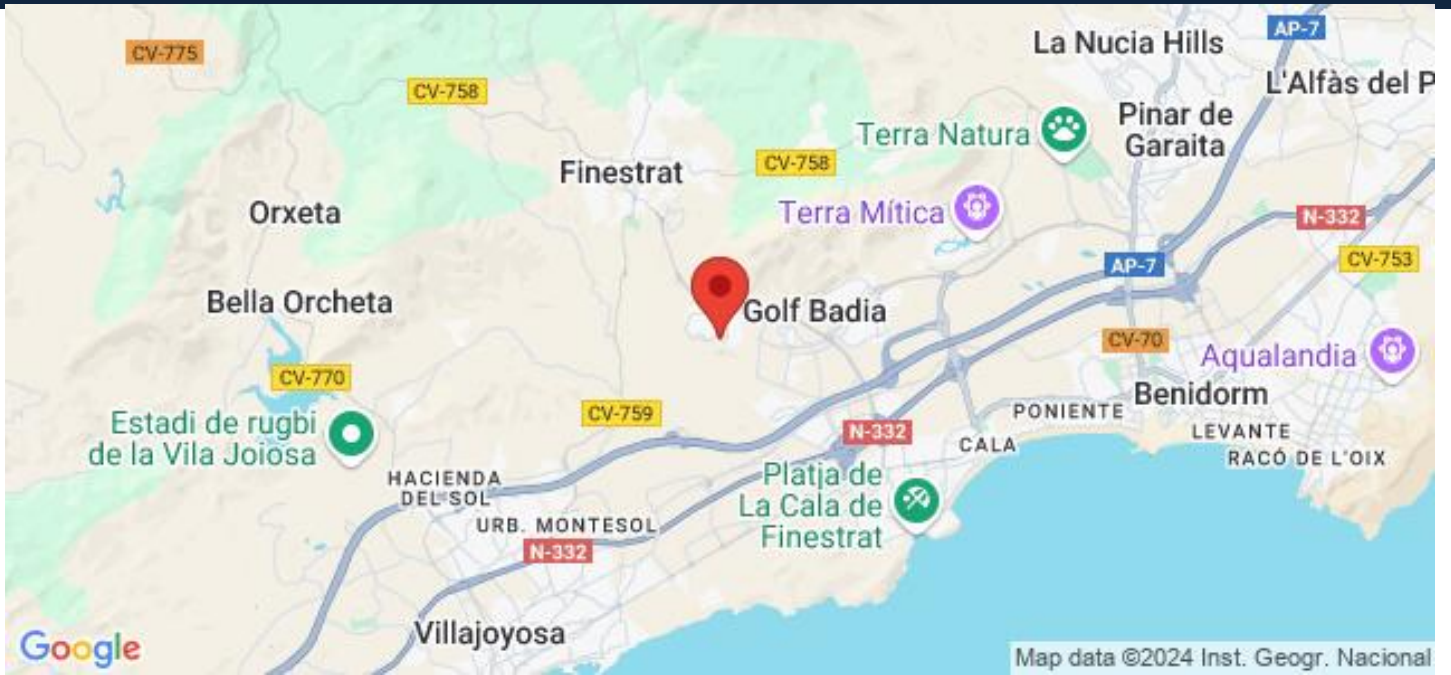 CV-775
CV-758
La Nucia Hills
AP-7
L'Alfàs del P
Terra Natura
Pinar de
Garaita
Finestrat
CV-758
Orxeta
Terra Mítica
N-332
CV-753
AP-7
Bella Orcheta
Golf Badia
CV-70
Aqualandia
CV-770
Benidorm
CV-759
PONIENTE
LEVANTE
Estadi de rugbi
de la Vila Joiosa
N-332
CALA
RACÓ DE L'OIX
HACIENDA
DEL SOL
Platja de
La Cala de
Finestrat
URB. MONTESOL
N-332
Villajoyosa
Google
Map data ©2024 Inst. Geogr. Nacional